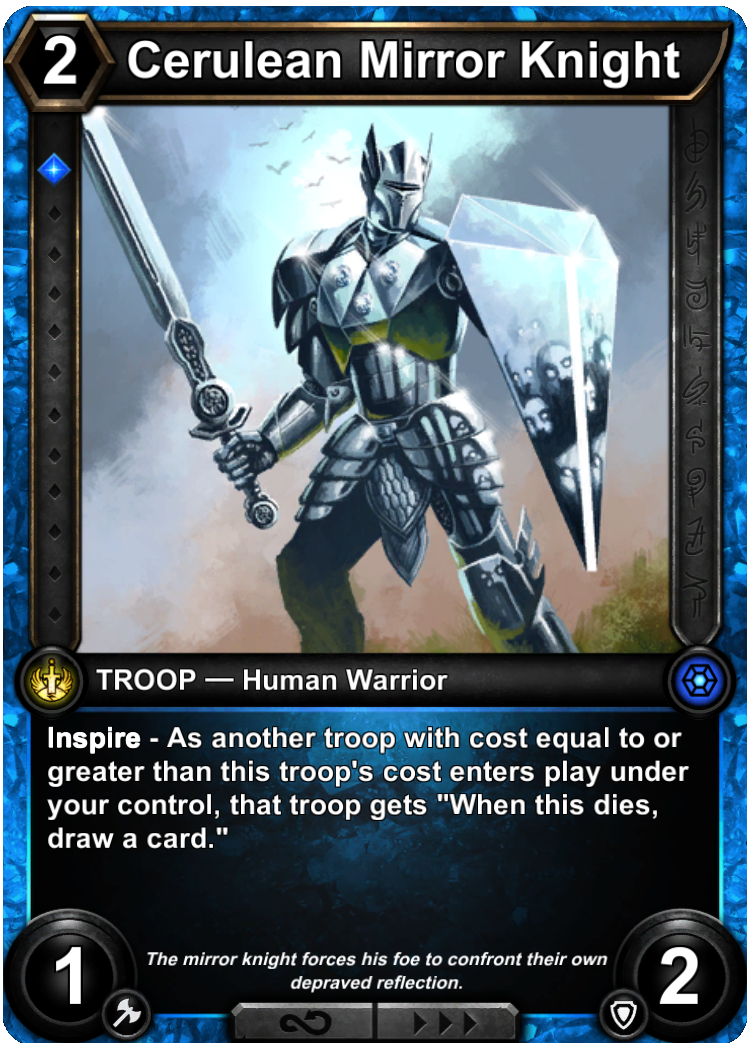 2
Cerulean Mirror Knight
TROOP — Human Warrior
Inspire - As another troop with cost equal to or
greater than this troop's cost enters play under
your control, that troop gets "When this dies,
draw a card."
The mirror knight forces his foe to confront their own
depraved reflection.
1
2